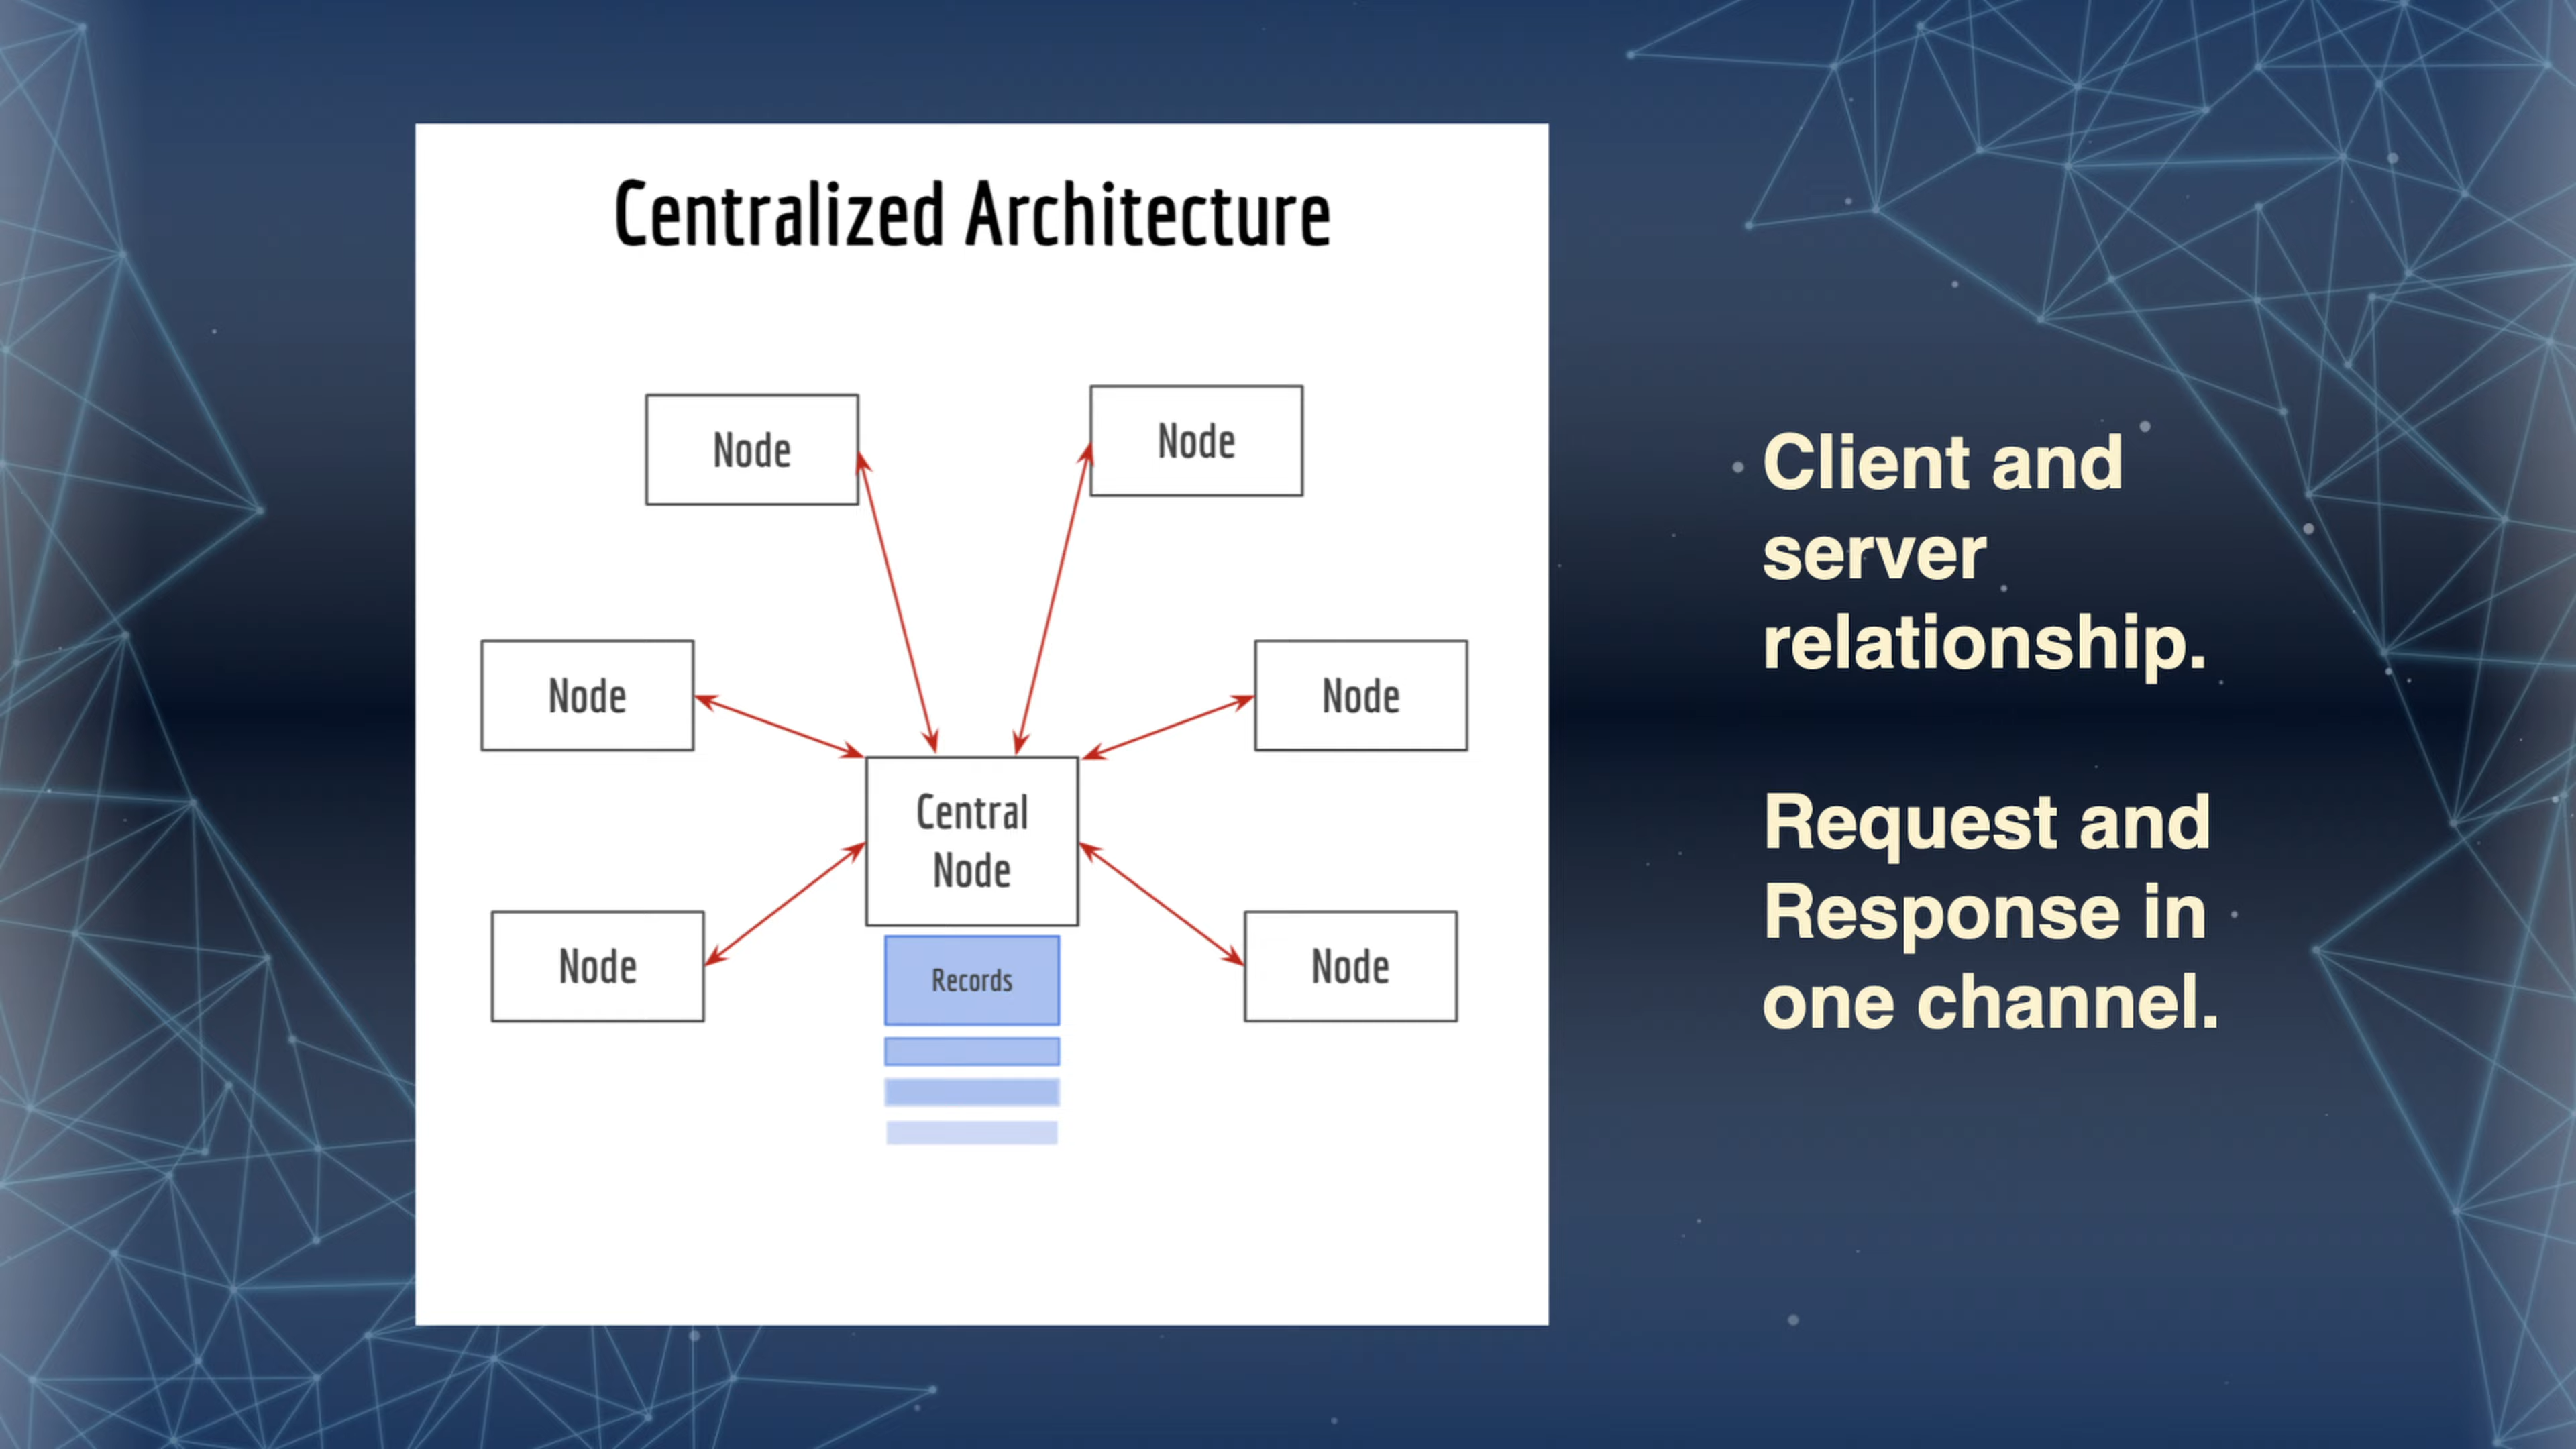 Centralized Architecture
Node
Node
Node
Node
Central
Node
Node
Node
Records
Client and
server
relationship.
Request and
Response in
one channel.